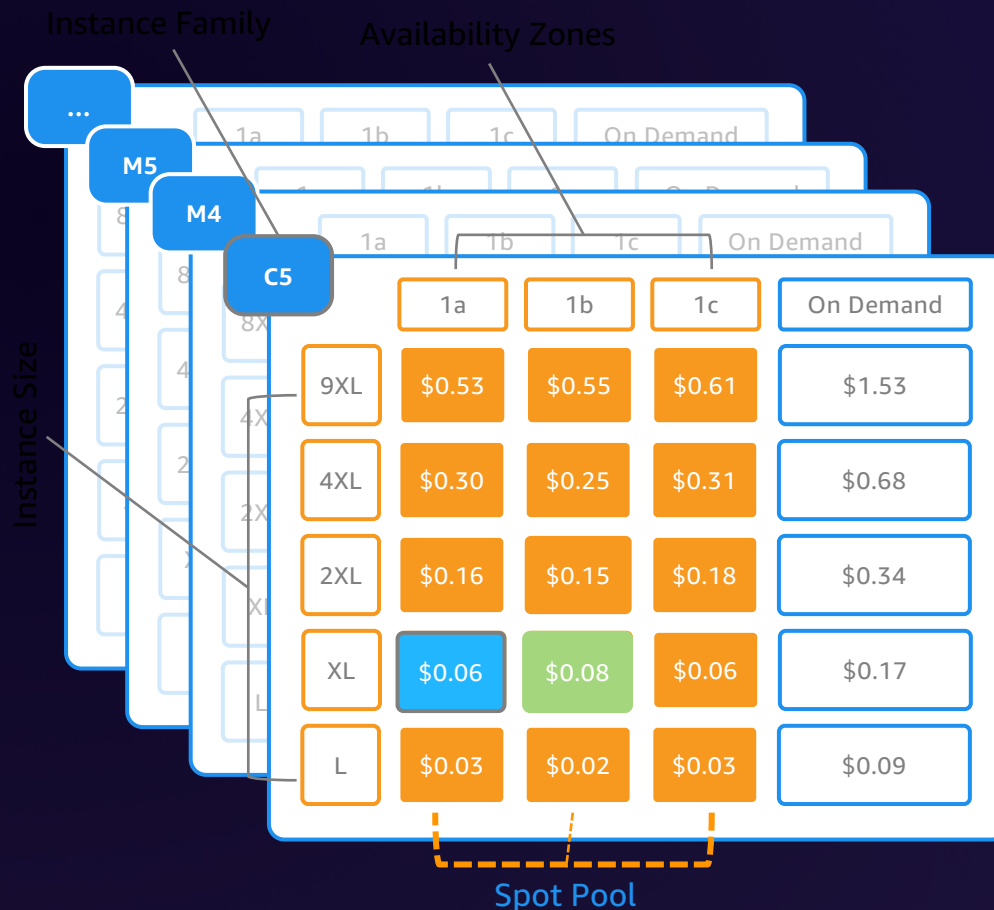 Instance Family
Availability Zones
...
1a 1b 1c On Demand
M5
M4
1a 1b 1c On Demand
C5
1a 1b 1c On Demand
8X
Instance Size
9XL $0.53 $0.55 $0.61 $1.53
4X
4XL $0.30 $0.25 $0.31 $0.68
2X
2XL $0.16 $0.15 $0.18 $0.34
XL $0.06 $0.08 $0.06 $0.17
L
L $0.03 $0.02 $0.03 $0.09
Spot Pool